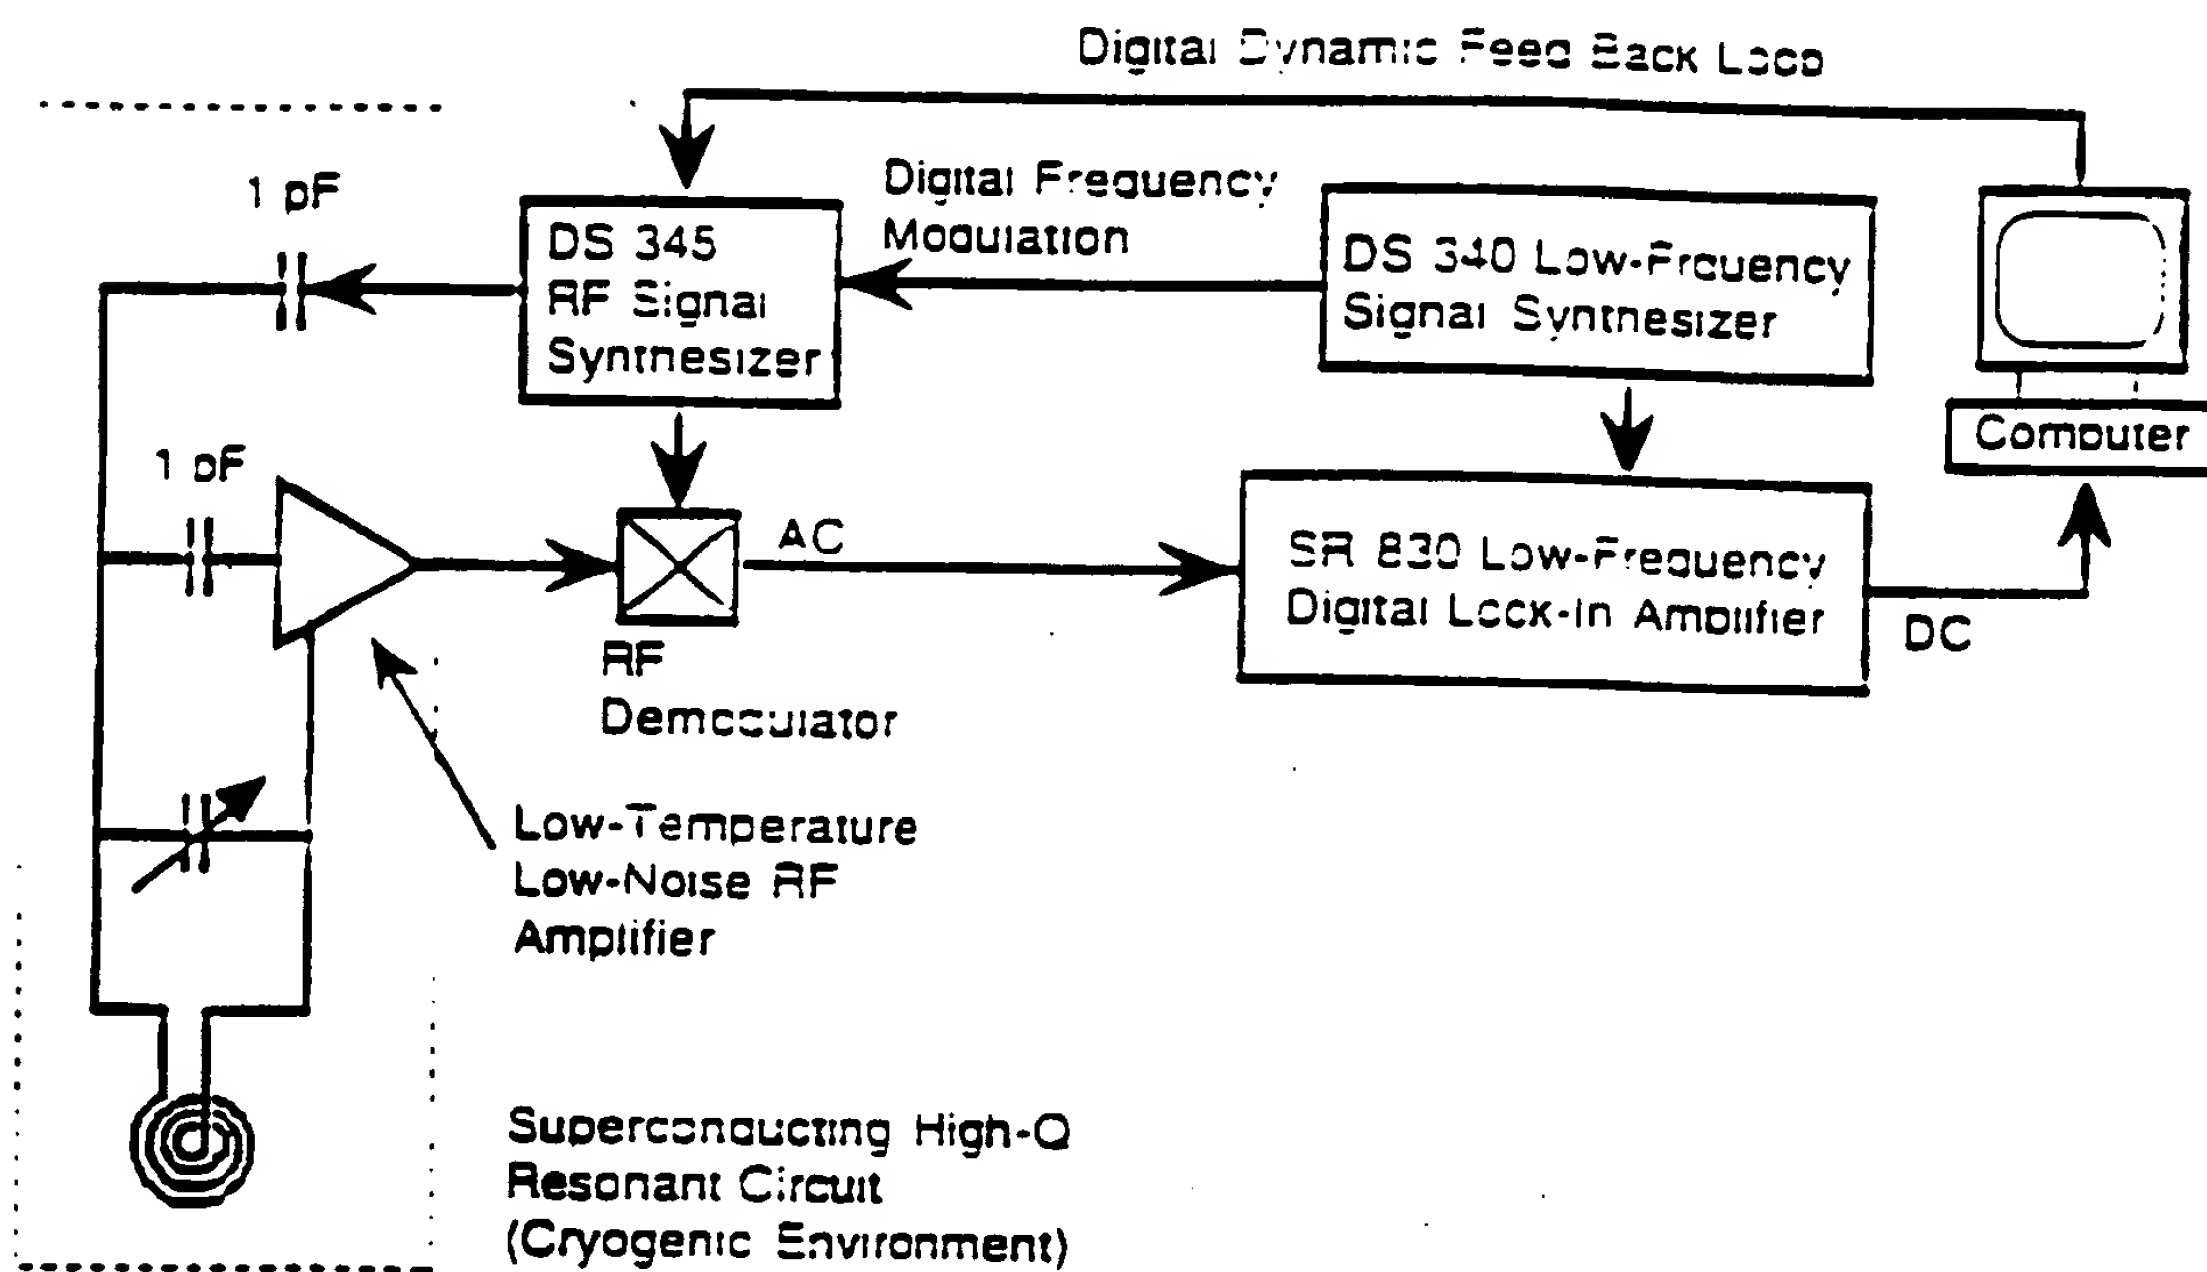 Digital Dynamic Feed Back Loop
1 pF
DS 345
RF Signal
Synthesizer
Digital Frequency
Modulation
DS 340 Low-Frquency
Signal Synthesizer
Computer
1 pF
AC
SR 830 Low-Frequency
Digital Lock-In Amplifier
DC
RF
Demodulator
Low-Temperature
Low-Noise RF
Amplifier
Superconducting High-Q
Resonant Circuit
(Cryogenic Environment)